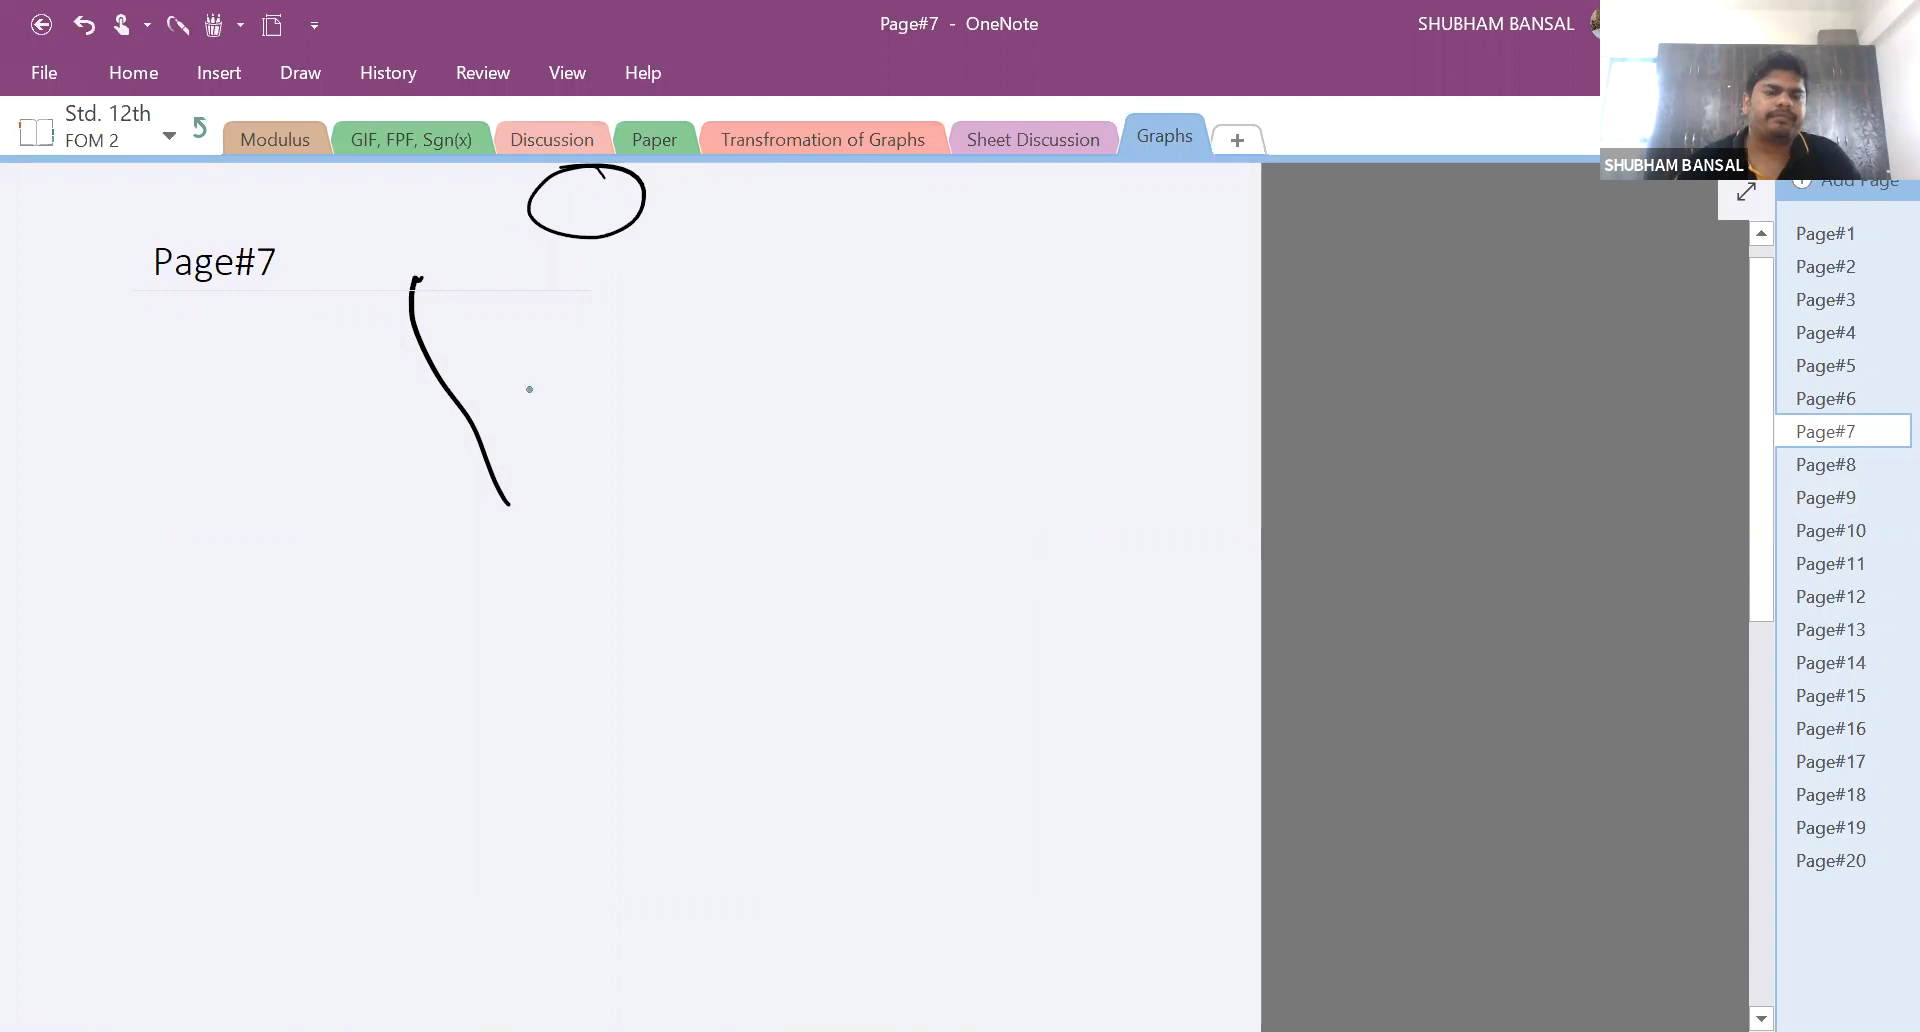 Page#7 - OneNote
SHUBHAM BANSAL
File Home Insert Draw History Review View Help
Std. 12th
FOM 2
Modulus GIF, FPF, Sgn(x) Discussion Paper Transfromation of Graphs Sheet Discussion Graphs +
SHUBHAM BANSAL
Add Page
Page#7
Page#1
Page#2
Page#3
Page#4
Page#5
Page#6
Page#7
Page#8
Page#9
Page#10
Page#11
Page#12
Page#13
Page#14
Page#15
Page#16
Page#17
Page#18
Page#19
Page#20